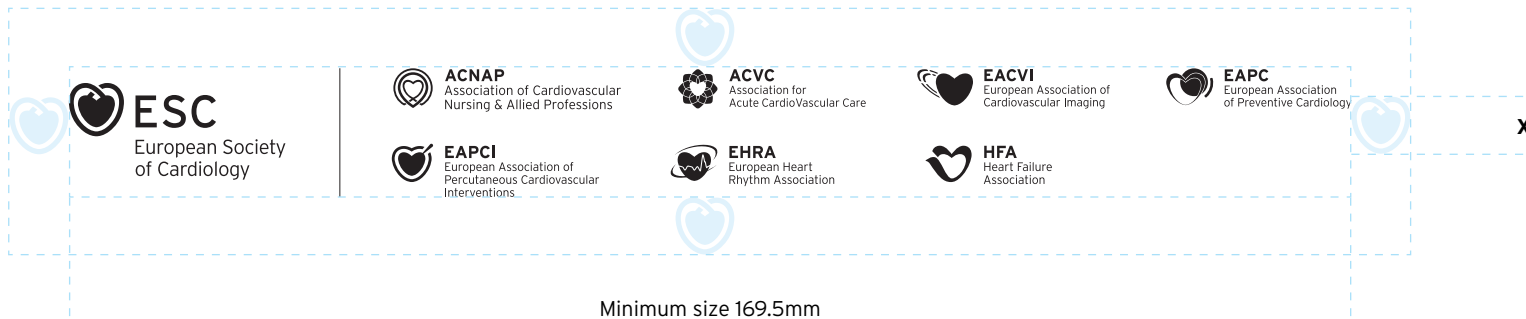 ESC
European Society
of Cardiology
ACNAP
Association of Cardiovascular
Nursing & Allied Professions
ACVC
Association for
Acute CardioVascular Care
EACVI
European Association of
Cardiovascular Imaging
EAPC
European Association
of Preventive Cardiology
EAPCI
European Association of
Percutaneous Cardiovascular
Interventions
EHRA
European Heart
Rhythm Association
HFA
Heart Failure
Association
X
Minimum size 169.5mm